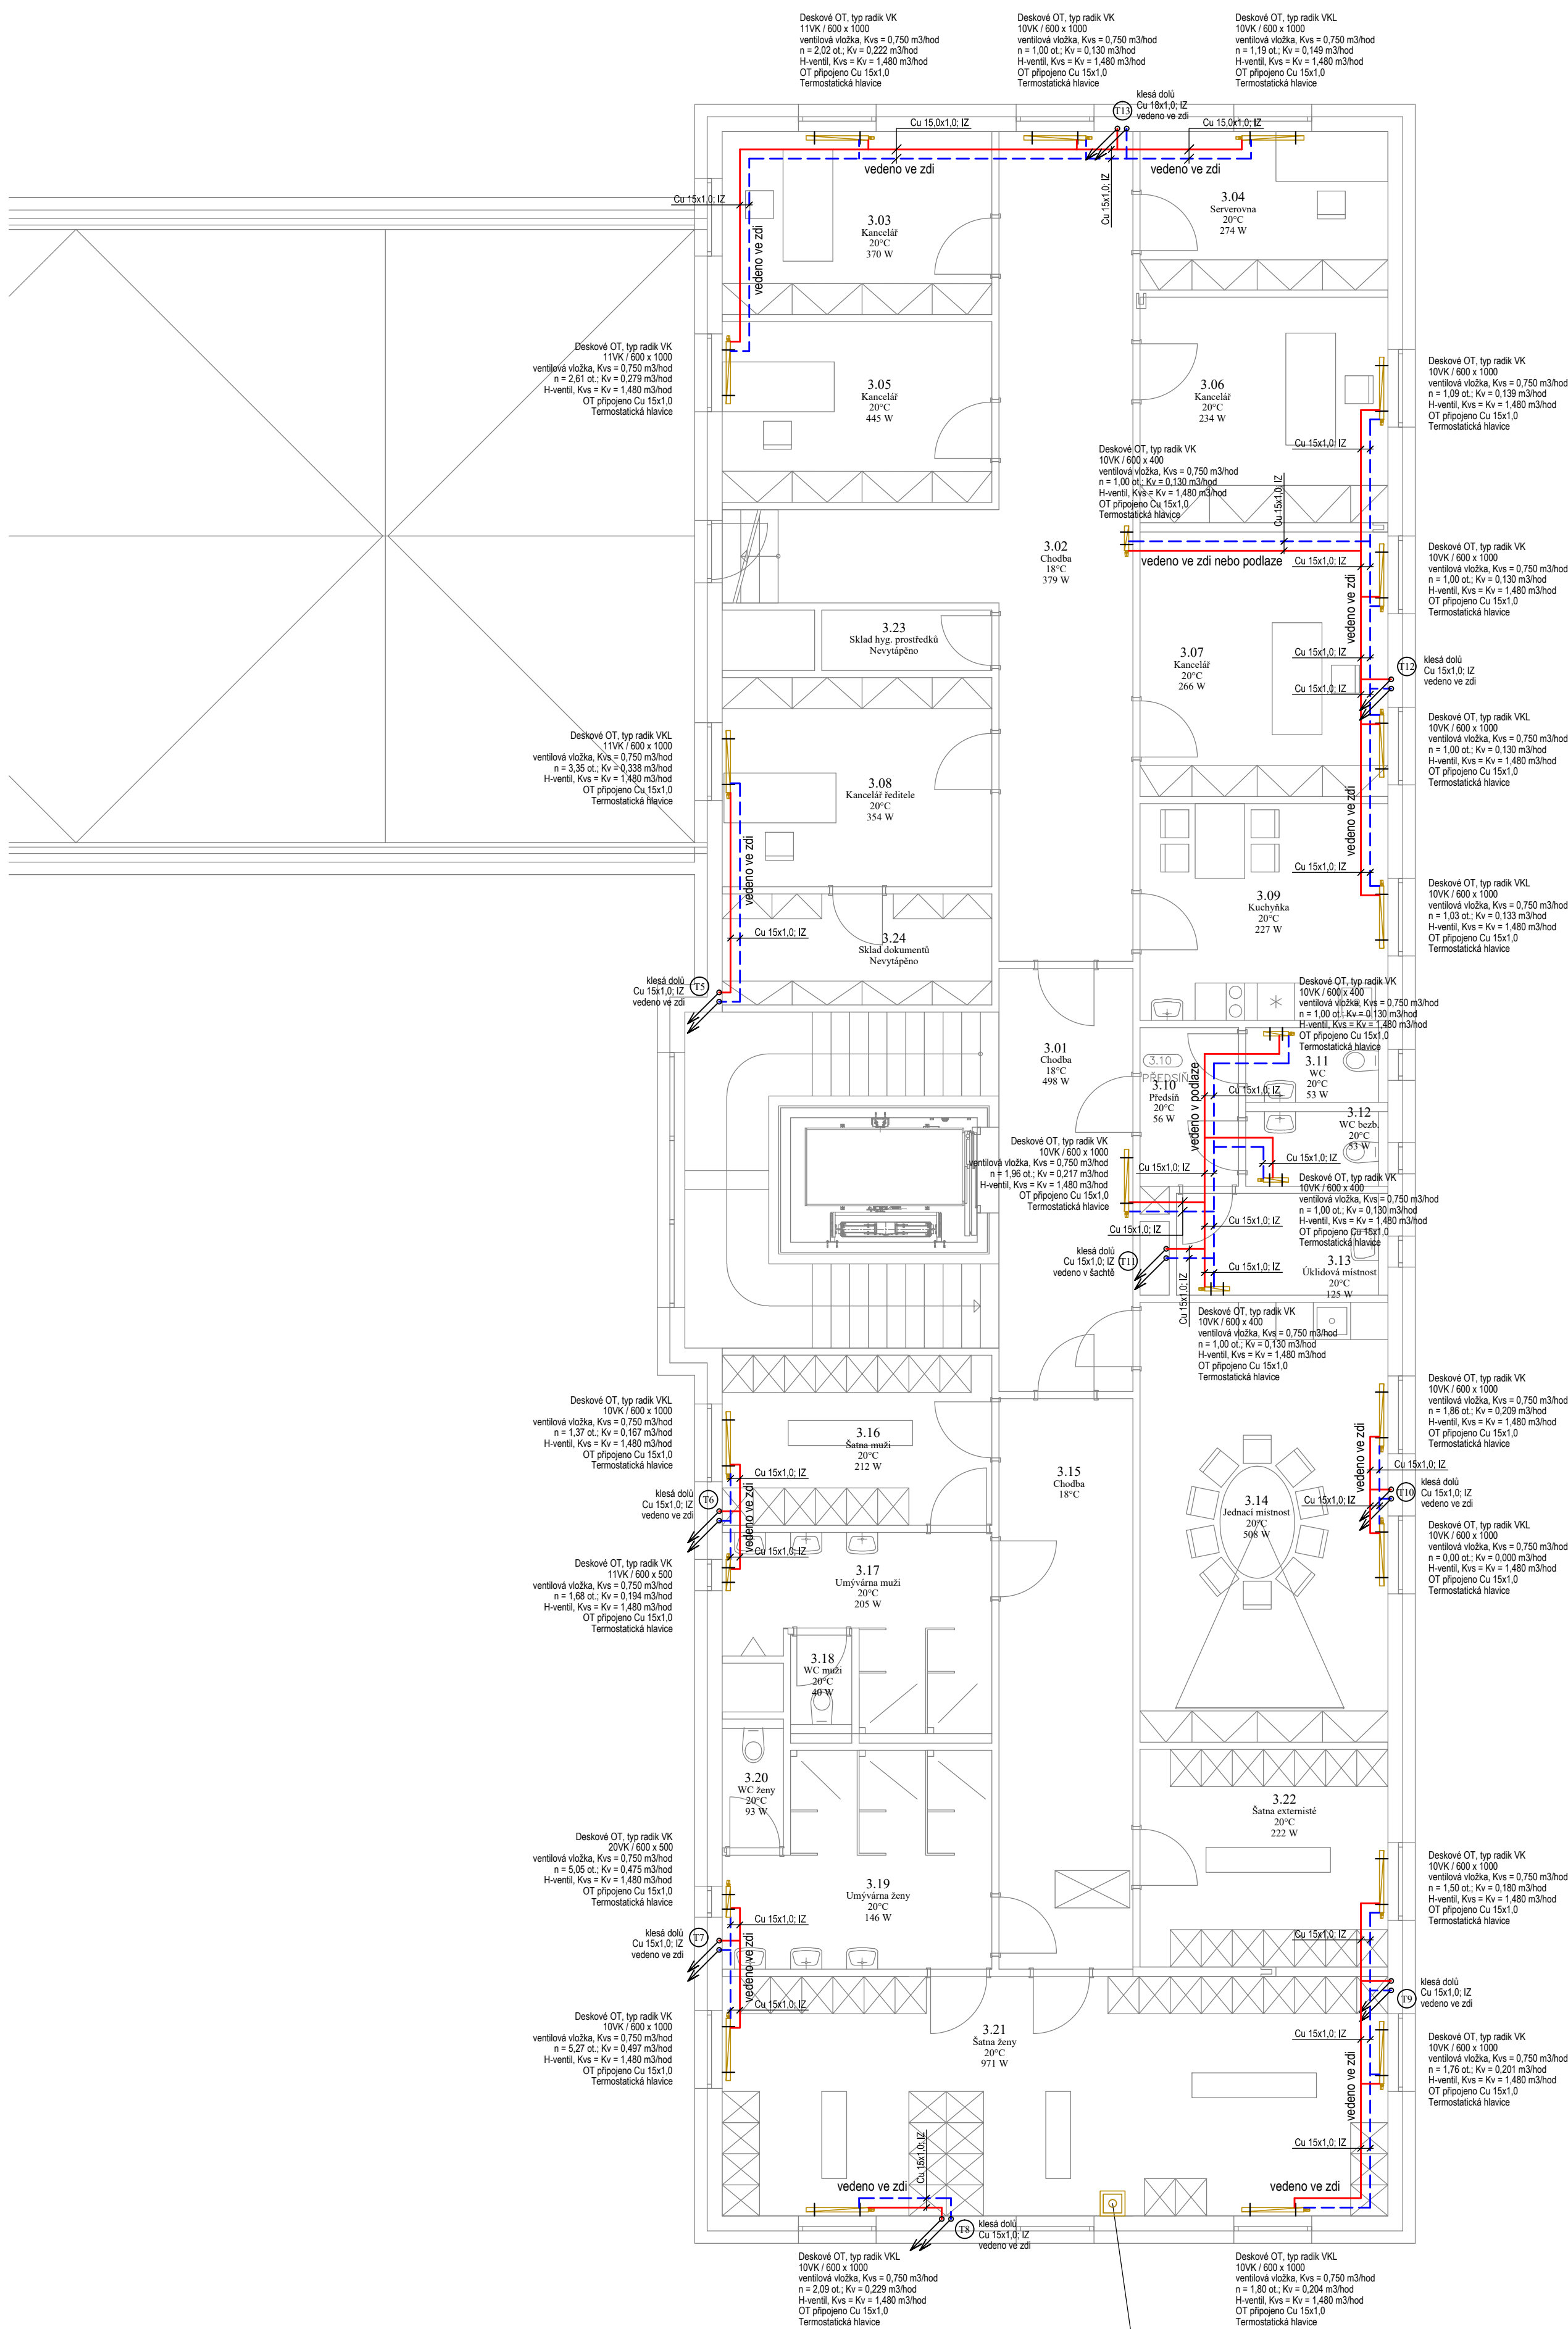 Deskové OT, typ radik VK
11VK / 600 x 1000
ventilová vložka, Kvs = 0,750 m3/hod
n = 2,02 ot.; Kv = 0,222 m3/hod
H-ventil, Kvs = Kv = 1,480 m3/hod
OT připojeno Cu 15x1,0
Termostatická hlavice
Deskové OT, typ radik VK
10VK / 600 x 1000
ventilová vložka, Kvs = 0,750 m3/hod
n = 1,00 ot.; Kv = 0,130 m3/hod
H-ventil, Kvs = Kv = 1,480 m3/hod
OT připojeno Cu 15x1,0
Termostatická hlavice
Deskové OT, typ radik VKL
10VK / 600 x 1000
ventilová vložka, Kvs = 0,750 m3/hod
n = 1,19 ot.; Kv = 0,149 m3/hod
H-ventil, Kvs = Kv = 1,480 m3/hod
OT připojeno Cu 15x1,0
Termostatická hlavice
T13
klesá dolů
Cu 18x1,0; IZ
vedeno ve zdi
Cu 15,0x1,0; IZ
Cu 15,0x1,0; IZ
vedeno ve zdi
vedeno ve zdi
Cu 15x1,0; IZ
Cu 15x1,0; IZ
vedeno ve zdi
3.03
Kancelář
20°C
370 W
3.04
Serverovna
20°C
274 W
Deskové OT, typ radik VK
11VK / 600 x 1000
ventilová vložka, Kvs = 0,750 m3/hod
n = 2,61 ot.; Kv = 0,279 m3/hod
H-ventil, Kvs = Kv = 1,480 m3/hod
OT připojeno Cu 15x1,0
Termostatická hlavice
3.05
Kancelář
20°C
445 W
3.06
Kancelář
20°C
234 W
Deskové OT, typ radik VK
10VK / 600 x 1000
ventilová vložka, Kvs = 0,750 m3/hod
n = 1,09 ot.; Kv = 0,139 m3/hod
H-ventil, Kvs = Kv = 1,480 m3/hod
OT připojeno Cu 15x1,0
Termostatická hlavice
Cu 15x1,0; IZ
Deskové OT, typ radik VK
10VK / 600 x 400
ventilová vložka, Kvs = 0,750 m3/hod
n = 1,00 ot.; Kv = 0,130 m3/hod
H-ventil, Kvs = Kv = 1,480 m3/hod
OT připojeno Cu 15x1,0
Termostatická hlavice
Cu 15x1,0; IZ
vedeno ve zdi nebo podlaze
Cu 15x1,0; IZ
vedeno ve zdi
3.02
Chodba
18°C
379 W
Deskové OT, typ radik VK
10VK / 600 x 1000
ventilová vložka, Kvs = 0,750 m3/hod
n = 1,00 ot.; Kv = 0,130 m3/hod
H-ventil, Kvs = Kv = 1,480 m3/hod
OT připojeno Cu 15x1,0
Termostatická hlavice
3.23
Sklad hyg. prostředků
Nevytápěno
3.07
Kancelář
20°C
266 W
Cu 15x1,0; IZ
Cu 15x1,0; IZ
T12
klesá dolů
Cu 15x1,0; IZ
vedeno ve zdi
Deskové OT, typ radik VKL
11VK / 600 x 1000
ventilová vložka, Kvs = 0,750 m3/hod
n = 3,35 ot.; Kv = 0,338 m3/hod
H-ventil, Kvs = Kv = 1,480 m3/hod
OT připojeno Cu 15x1,0
Termostatická hlavice
Deskové OT, typ radik VKL
10VK / 600 x 1000
ventilová vložka, Kvs = 0,750 m3/hod
n = 1,00 ot.; Kv = 0,130 m3/hod
H-ventil, Kvs = Kv = 1,480 m3/hod
OT připojeno Cu 15x1,0
Termostatická hlavice
3.08
Kancelář ředitele
20°C
354 W
vedeno ve zdi
vedeno ve zdi
Cu 15x1,0; IZ
3.09
Kuchyňka
20°C
227 W
Deskové OT, typ radik VKL
10VK / 600 x 1000
ventilová vložka, Kvs = 0,750 m3/hod
n = 1,03 ot.; Kv = 0,133 m3/hod
H-ventil, Kvs = Kv = 1,480 m3/hod
OT připojeno Cu 15x1,0
Termostatická hlavice
Cu 15x1,0; IZ
3.24
Sklad dokumentů
Nevytápěno
klesá dolů
Cu 15x1,0; IZ
vedeno ve zdi
T5
Deskové OT, typ radik VK
10VK / 600 x 400
ventilová vložka, Kvs = 0,750 m3/hod
n = 1,00 ot.; Kv = 0,130 m3/hod
H-ventil, Kvs = Kv = 1,480 m3/hod
OT připojeno Cu 15x1,0
Termostatická hlavice
3.01
Chodba
18°C
498 W
3.10
PŘEDSÍŇ
3.10
Předsíň
20°C
56 W
vedeno v podlaze
Cu 15x1,0; IZ
3.11
WC
20°C
53 W
3.12
WC bezb.
20°C
53 W
Cu 15x1,0; IZ
Cu 15x1,0; IZ
Deskové OT, typ radik VK
10VK / 600 x 1000
ventilová vložka, Kvs = 0,750 m3/hod
n = 1,96 ot.; Kv = 0,217 m3/hod
H-ventil, Kvs = Kv = 1,480 m3/hod
OT připojeno Cu 15x1,0
Termostatická hlavice
Deskové OT, typ radik VK
10VK / 600 x 400
ventilová vložka, Kvs = 0,750 m3/hod
n = 1,00 ot.; Kv = 0,130 m3/hod
H-ventil, Kvs = Kv = 1,480 m3/hod
OT připojeno Cu 15x1,0
Termostatická hlavice
Cu 15x1,0; IZ
Cu 15x1,0; IZ
klesá dolů
Cu 15x1,0; IZ
vedeno v šachtě
T11
Cu 15x1,0; IZ
Cu 15x1,0; IZ
3.13
Úklidová místnost
20°C
125 W
Deskové OT, typ radik VK
10VK / 600 x 400
ventilová vložka, Kvs = 0,750 m3/hod
n = 1,00 ot.; Kv = 0,130 m3/hod
H-ventil, Kvs = Kv = 1,480 m3/hod
OT připojeno Cu 15x1,0
Termostatická hlavice
Deskové OT, typ radik VKL
10VK / 600 x 1000
ventilová vložka, Kvs = 0,750 m3/hod
n = 1,37 ot.; Kv = 0,167 m3/hod
H-ventil, Kvs = Kv = 1,480 m3/hod
OT připojeno Cu 15x1,0
Termostatická hlavice
Deskové OT, typ radik VK
10VK / 600 x 1000
ventilová vložka, Kvs = 0,750 m3/hod
n = 1,86 ot.; Kv = 0,209 m3/hod
H-ventil, Kvs = Kv = 1,480 m3/hod
OT připojeno Cu 15x1,0
Termostatická hlavice
3.16
Šatna muži
20°C
212 W
Cu 15x1,0; IZ
vedeno ve zdi
klesá dolů
Cu 15x1,0; IZ
vedeno ve zdi
T6
Cu 15x1,0; IZ
3.15
Chodba
18°C
3.14
Jednací místnost
20°C
508 W
vedeno ve zdi
Cu 15x1,0; IZ
Cu 15x1,0; IZ
T10
klesá dolů
Cu 15x1,0; IZ
vedeno ve zdi
Deskové OT, typ radik VKL
10VK / 600 x 1000
ventilová vložka, Kvs = 0,750 m3/hod
n = 0,00 ot.; Kv = 0,000 m3/hod
H-ventil, Kvs = Kv = 1,480 m3/hod
OT připojeno Cu 15x1,0
Termostatická hlavice
Deskové OT, typ radik VK
11VK / 600 x 500
ventilová vložka, Kvs = 0,750 m3/hod
n = 1,68 ot.; Kv = 0,194 m3/hod
H-ventil, Kvs = Kv = 1,480 m3/hod
OT připojeno Cu 15x1,0
Termostatická hlavice
3.17
Umývárna muži
20°C
205 W
3.18
WC muži
20°C
40 W
3.20
WC ženy
20°C
93 W
3.22
Šatna externisté
20°C
222 W
Deskové OT, typ radik VK
20VK / 600 x 500
ventilová vložka, Kvs = 0,750 m3/hod
n = 5,05 ot.; Kv = 0,475 m3/hod
H-ventil, Kvs = Kv = 1,480 m3/hod
OT připojeno Cu 15x1,0
Termostatická hlavice
3.19
Umývárna ženy
20°C
146 W
Deskové OT, typ radik VK
10VK / 600 x 1000
ventilová vložka, Kvs = 0,750 m3/hod
n = 1,50 ot.; Kv = 0,180 m3/hod
H-ventil, Kvs = Kv = 1,480 m3/hod
OT připojeno Cu 15x1,0
Termostatická hlavice
Cu 15x1,0; IZ
klesá dolů
Cu 15x1,0; IZ
vedeno ve zdi
T7
vedeno ve zdi
Cu 15x1,0; IZ
Cu 15x1,0; IZ
T9
klesá dolů
Cu 15x1,0; IZ
vedeno ve zdi
Deskové OT, typ radik VK
10VK / 600 x 1000
ventilová vložka, Kvs = 0,750 m3/hod
n = 5,27 ot.; Kv = 0,497 m3/hod
H-ventil, Kvs = Kv = 1,480 m3/hod
OT připojeno Cu 15x1,0
Termostatická hlavice
3.21
Šatna ženy
20°C
971 W
Cu 15x1,0; IZ
vedeno ve zdi
Deskové OT, typ radik VK
10VK / 600 x 1000
ventilová vložka, Kvs = 0,750 m3/hod
n = 1,76 ot.; Kv = 0,201 m3/hod
H-ventil, Kvs = Kv = 1,480 m3/hod
OT připojeno Cu 15x1,0
Termostatická hlavice
Cu 15x1,0; IZ
Cu 15x1,0; IZ
vedeno ve zdi
vedeno ve zdi
T8
klesá dolů
Cu 15x1,0; IZ
vedeno ve zdi
Deskové OT, typ radik VKL
10VK / 600 x 1000
ventilová vložka, Kvs = 0,750 m3/hod
n = 2,09 ot.; Kv = 0,229 m3/hod
H-ventil, Kvs = Kv = 1,480 m3/hod
OT připojeno Cu 15x1,0
Termostatická hlavice
Deskové OT, typ radik VKL
10VK / 600 x 1000
ventilová vložka, Kvs = 0,750 m3/hod
n = 1,80 ot.; Kv = 0,204 m3/hod
H-ventil, Kvs = Kv = 1,480 m3/hod
OT připojeno Cu 15x1,0
Termostatická hlavice